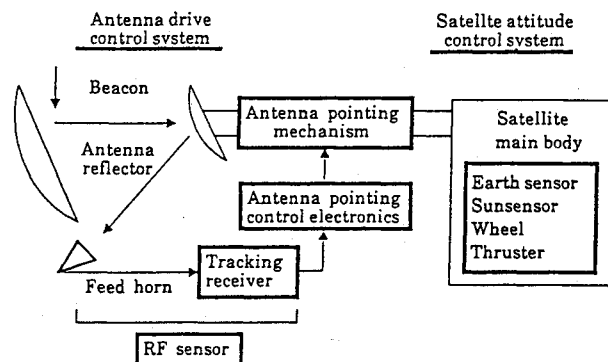 Antenna drive
control system
Satellte attitude
control system
Beacon
Antenna
reflector
Antenna pointing
mechanism
Satellite
main body
Antenna pointing
control electronics
Earth sensor
Sunsensor
Wheel
Thruster
Feed horn
Tracking
receiver
RF sensor